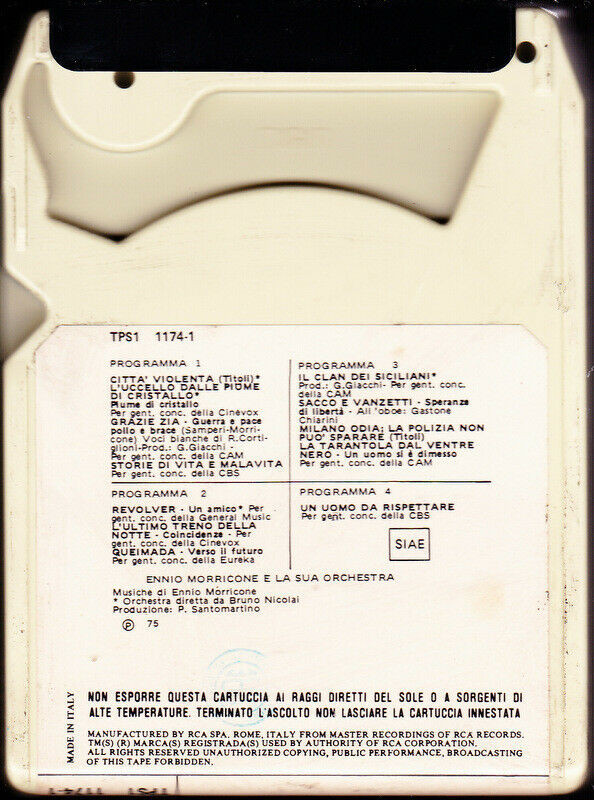 TPS1 1174-1
PROGRAMMA 1
CITTA' VIOLENTA (Titoli)*
L'UCCELLO DALLE PIUME
DI CRISTALLO*
Piume di cristallo
Per gent. conc. della Cinevox
GRAZIE ZIA - Guerra e pace
pollo e brace (Samperi-Morri-
cone) Voci bianche di R.Corti-
glioni-Prod.: G.Giacchi -
Per gent. conc. della CAM
STORIE DI VITA E MALAVITA
Per gent. conc. della CBS
PROGRAMMA 3
IL CLAN DEI SICILIANI*
Prod.: G.Giacchi- Per gent. conc.
della CAM
SACCO E VANZETTI - Speranze
di libertà - All'oboe: Gastone
Chiarini
MILANO ODIA; LA POLIZIA NON
PUO' SPARARE (Titoli)
LA TARANTOLA DAL VENTRE
NERO - Un uomo si è dimesso
Per gent. conc. della CAM
PROGRAMMA 2
REVOLVER - Un amico* Per
gent. conc. della General Music
L'ULTIMO TRENO DELLA
NOTTE - Coincidenze - Per
gent. conc. della Cinevox
QUEIMADA - Verso il futuro
Per gent. conc. della Eureka
PROGRAMMA 4
UN UOMO DA RISPETTARE
Per gent. conc. della CBS
SIAE
ENNIO MORRICONE E LA SUA ORCHESTRA
Musiche di Ennio Morricone
* Orchestra diretta da Bruno Nicolai
Produzione: P. Santomartino
℗ 75
MADE IN ITALY
NON ESPORRE QUESTA CARTUCCIA AI RAGGI DIRETTI DEL SOLE O A SORGENTI DI
ALTE TEMPERATURE. TERMINATO L'ASCOLTO NON LASCIARE LA CARTUCCIA INNESTATA
MANUFACTURED BY RCA SPA. ROME, ITALY FROM MASTER RECORDINGS OF RCA RECORDS.
TM(S) (R) MARCA(S) REGISTRADA(S) USED BY AUTHORITY OF RCA CORPORATION.
ALL RIGHTS RESERVED UNAUTHORIZED COPYING, PUBLIC PERFORMANCE, BROADCASTING
OF THIS TAPE FORBIDDEN.
TPS1 1174-1